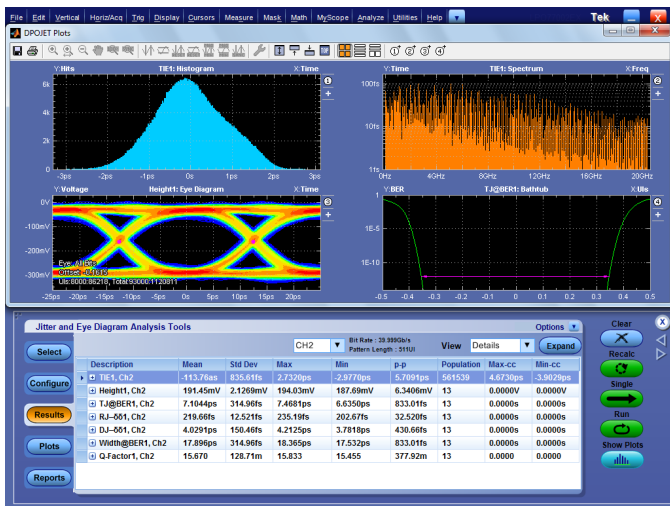 File Edit Vertical Horiz/Acq Trig Display Cursors Measure Mask Math MyScope Analyze Utilities Help Tek X
DPOJET Plots
Y:Hits TIE1: Histogram X:Time
1
6k
4k
2k
0
-3ps -2ps -1ps 0s 1ps 2ps 3ps
Y:Time TIE1: Spectrum X:Freq
2
100fs
10fs
1fs
0Hz 4GHz 8GHz 12GHz 16GHz 20GHz
Y:Voltage Height1: Eye Diagram X:Time
3
0V
-100mV
-200mV
-300mV
Eye: All Bits
UIs:8000:86218, Total:93000:1120811
-25ps -20ps -15ps -10ps -5ps 0s 5ps 10ps 15ps 20ps
Y:BER TJ@BER1: Bathtub X:UIs
4
1
1E-5
1E-10
-0.5 -0.4 -0.3 -0.2 -0.1 0 0.1 0.2 0.3 0.4 0.5
Jitter and Eye Diagram Analysis Tools
Options
Clear
X
CH2
Bit Rate : 39.999Gb/s
Pattern Length : 511UI
View Details Expand
Select
Configure
Results
Plots
Reports
Description Mean Std Dev Max Min p-p Population Max-cc Min-cc
TIE1, Ch2 -113.76as 835.61fs 2.7320ps -2.9770ps 5.7091ps 561539 4.6730ps -3.9029ps
Height1, Ch2 191.45mV 2.1269mV 194.03mV 187.69mV 6.3406mV 13 0.0000V 0.0000V
TJ@BER1, Ch2 7.1044ps 314.96fs 7.4681ps 6.6350ps 833.01fs 13 0.0000s 0.0000s
RJ–δδ1, Ch2 219.66fs 12.521fs 235.19fs 202.67fs 32.520fs 13 0.0000s 0.0000s
DJ–δδ1, Ch2 4.0291ps 150.46fs 4.2125ps 3.7818ps 430.66fs 13 0.0000s 0.0000s
Width@BER1, Ch2 17.896ps 314.96fs 18.365ps 17.532ps 833.01fs 13 0.0000s 0.0000s
Q-Factor1, Ch2 15.670 128.71m 15.833 15.455 377.92m 13 0.0000 0.0000
Recalc
Single
Run
Show Plots